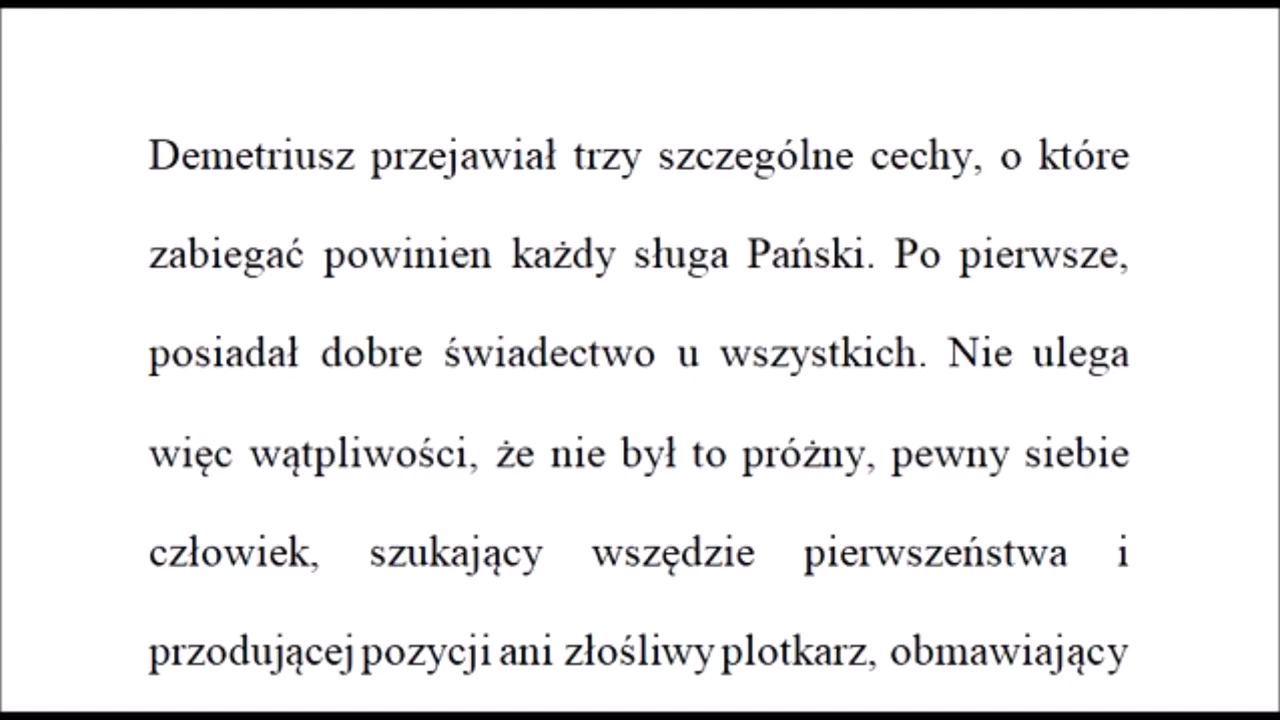 Demetriusz przejawiał trzy szczególne cechy, o które
zabiegać powinien każdy sługa Pański. Po pierwsze,
posiadał dobre świadectwo u wszystkich. Nie ulega
więc wątpliwości, że nie był to próżny, pewny siebie
człowiek, szukający wszędzie pierwszeństwa i
przodującej pozycji ani złośliwy plotkarz, obmawiający